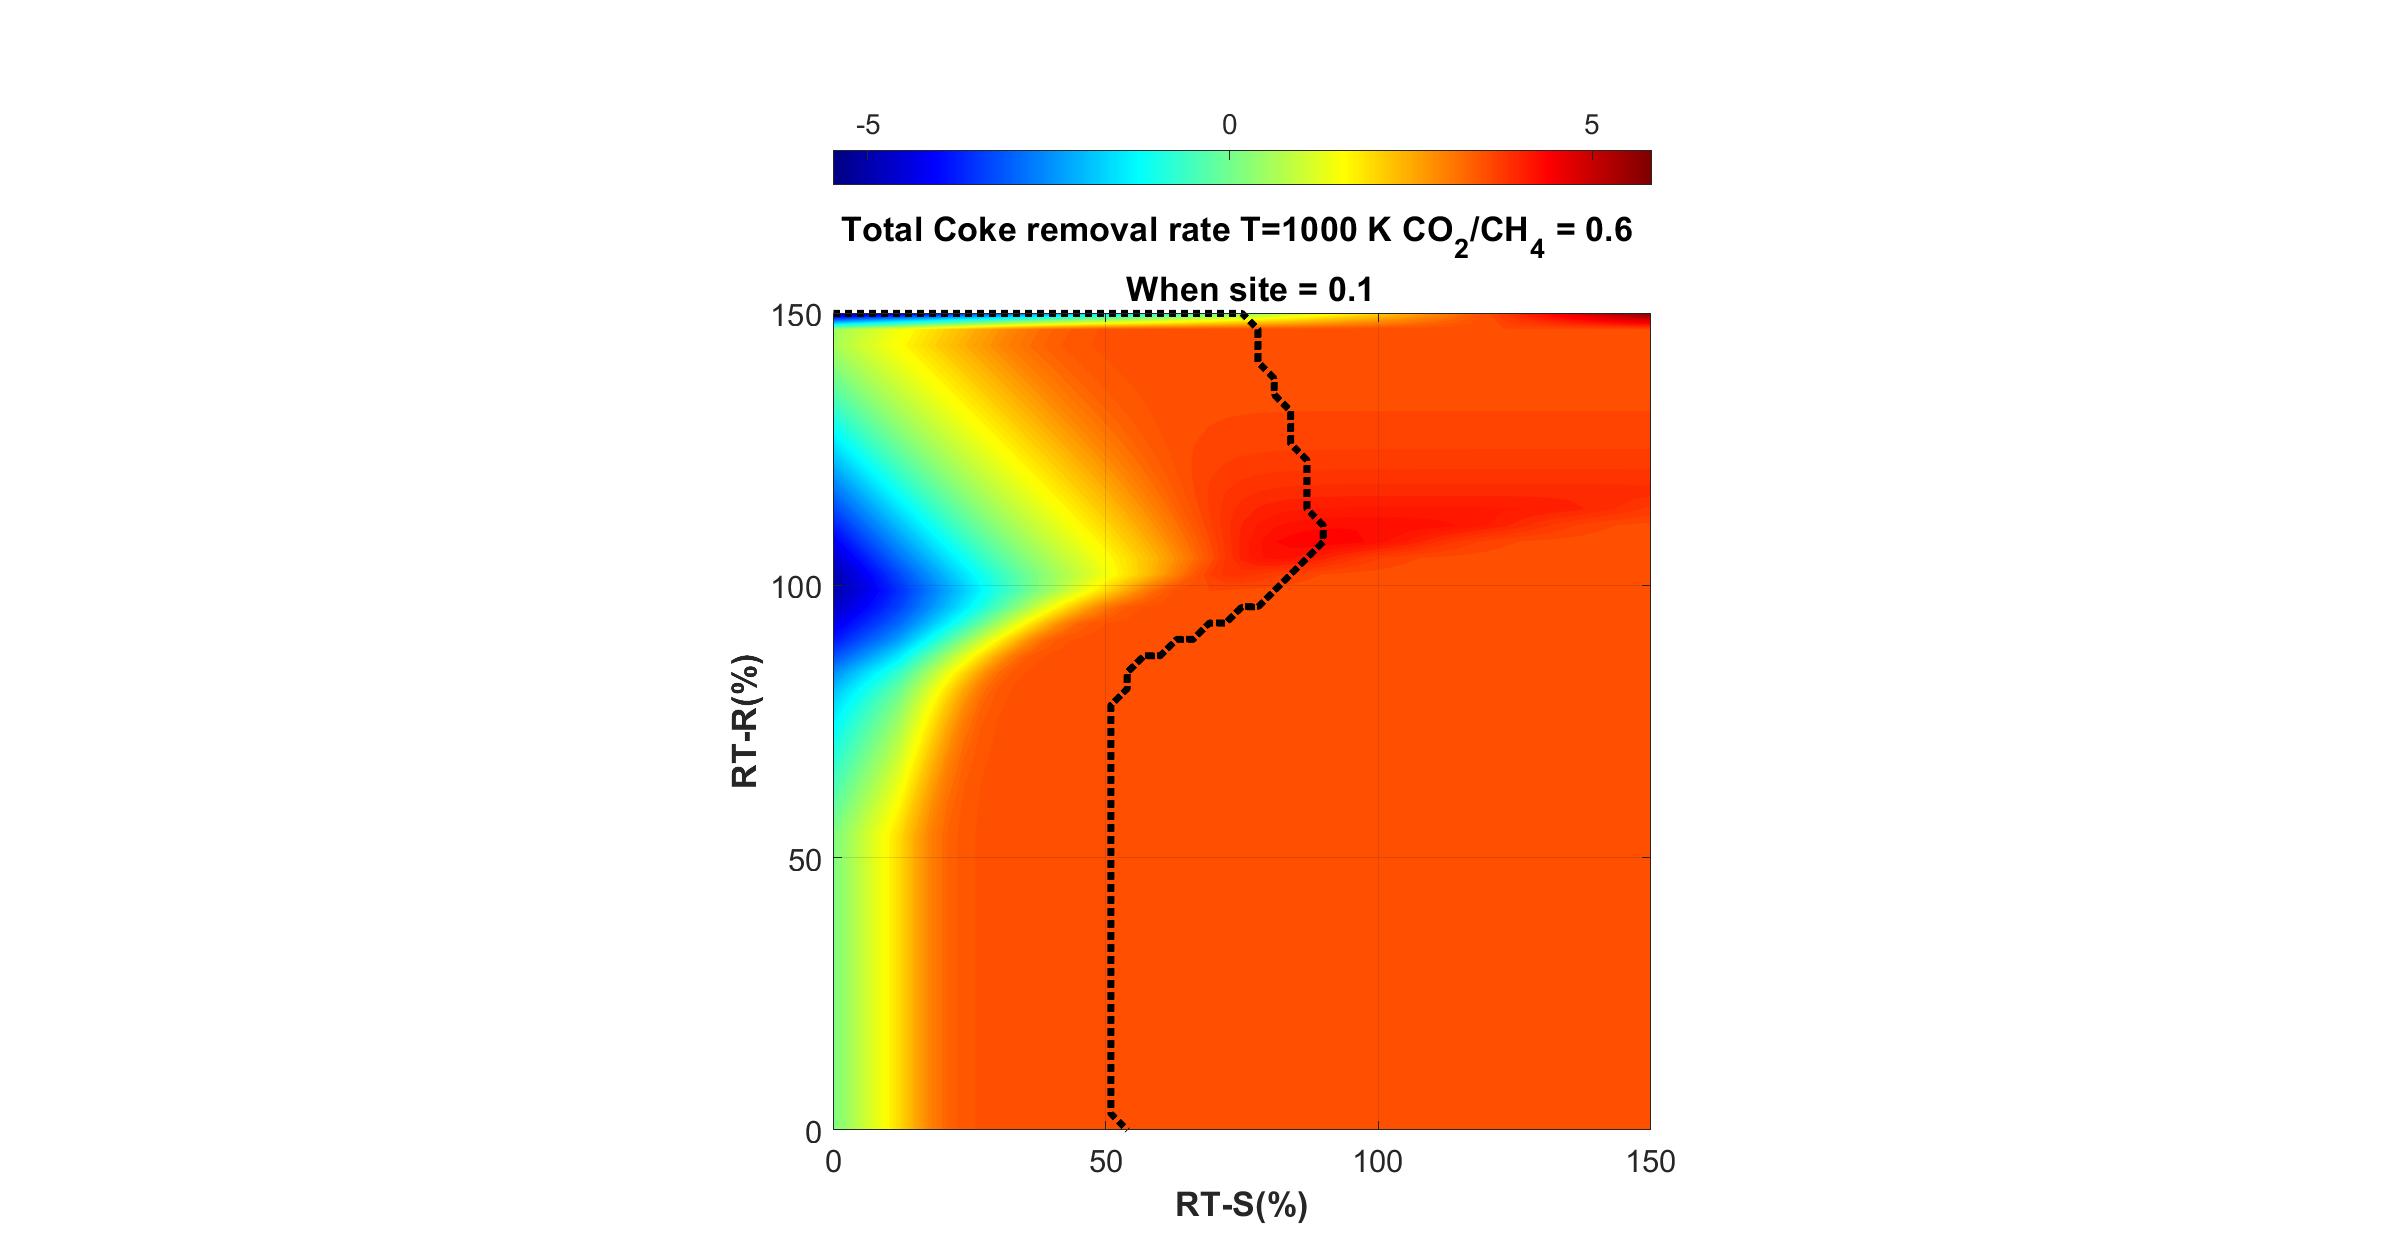 -5 0 5
Total Coke removal rate T=1000 K CO₂/CH₄ = 0.6
When site = 0.1
150
100
50
0
RT-R(%)
0 50 100 150
RT-S(%)